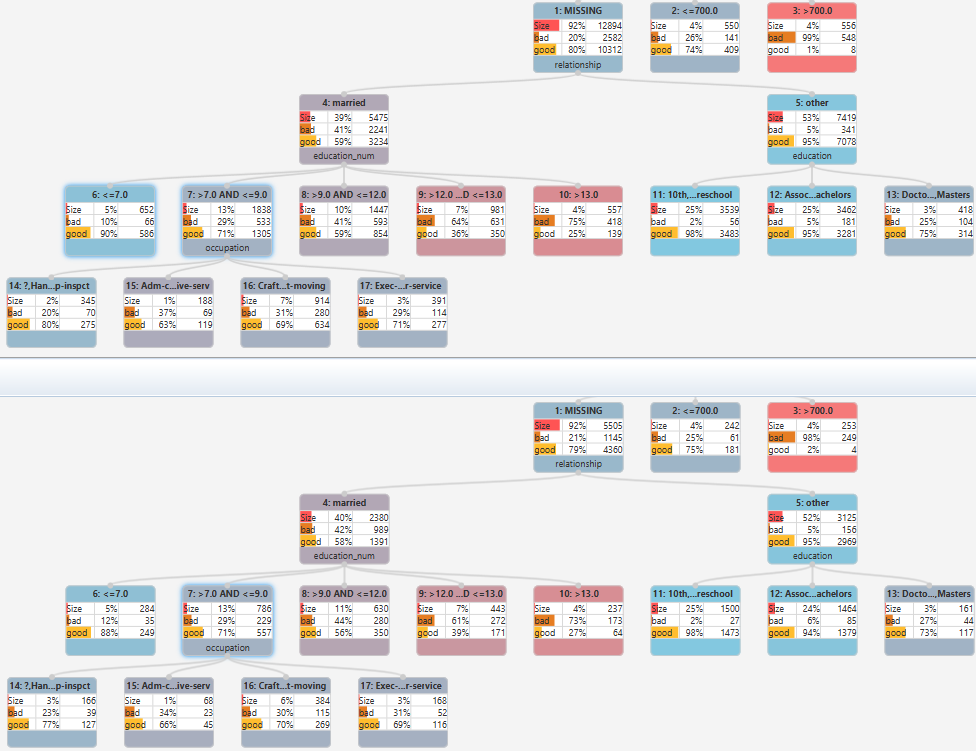 1: MISSING 2: <=700.0 3: >700.0
Size 92% 12894 Size 4% 550 Size 4% 556
bad 20% 2582 bad 26% 141 bad 99% 548
good 80% 10312 good 74% 409 good 1% 8
relationship
4: married 5: other
Size 39% 5475 Size 53% 7419
bad 41% 2241 bad 5% 341
good 59% 3234 good 95% 7078
education_num education
6: <=7.0 7: >7.0 AND <=9.0 8: >9.0 AND <=12.0 9: >12.0 ...D <=13.0 10: >13.0 11: 10th,...reschool 12: Assoc...achelors 13: Docto...,Masters
Size 5% 652 Size 13% 1838 Size 10% 1447 Size 7% 981 Size 4% 557 Size 25% 3539 Size 25% 3462 Size 3% 418
bad 10% 66 bad 29% 533 bad 41% 593 bad 64% 631 bad 75% 418 bad 2% 56 bad 5% 181 bad 25% 104
good 90% 586 good 71% 1305 good 59% 854 good 36% 350 good 25% 139 good 98% 3483 good 95% 3281 good 75% 314
occupation
14: ?,Han...p-inspct 15: Adm-c...ive-serv 16: Craft...t-moving 17: Exec-...r-service
Size 2% 345 Size 1% 188 Size 7% 914 Size 3% 391
bad 20% 70 bad 37% 69 bad 31% 280 bad 29% 114
good 80% 275 good 63% 119 good 69% 634 good 71% 277
1: MISSING 2: <=700.0 3: >700.0
Size 92% 5505 Size 4% 242 Size 4% 253
bad 21% 1145 bad 25% 61 bad 98% 249
good 79% 4360 good 75% 181 good 2% 4
relationship
4: married 5: other
Size 40% 2380 Size 52% 3125
bad 42% 989 bad 5% 156
good 58% 1391 good 95% 2969
education_num education
6: <=7.0 7: >7.0 AND <=9.0 8: >9.0 AND <=12.0 9: >12.0 ...D <=13.0 10: >13.0 11: 10th,...reschool 12: Assoc...achelors 13: Docto...,Masters
Size 5% 284 Size 13% 786 Size 11% 630 Size 7% 443 Size 4% 237 Size 25% 1500 Size 24% 1464 Size 3% 161
bad 12% 35 bad 29% 229 bad 44% 280 bad 61% 272 bad 73% 173 bad 2% 27 bad 6% 85 bad 27% 44
good 88% 249 good 71% 557 good 56% 350 good 39% 171 good 27% 64 good 98% 1473 good 94% 1379 good 73% 117
occupation
14: ?,Han...p-inspct 15: Adm-c...ive-serv 16: Craft...t-moving 17: Exec-...r-service
Size 3% 166 Size 1% 68 Size 6% 384 Size 3% 168
bad 23% 39 bad 34% 23 bad 30% 115 bad 31% 52
good 77% 127 good 66% 45 good 70% 269 good 69% 116